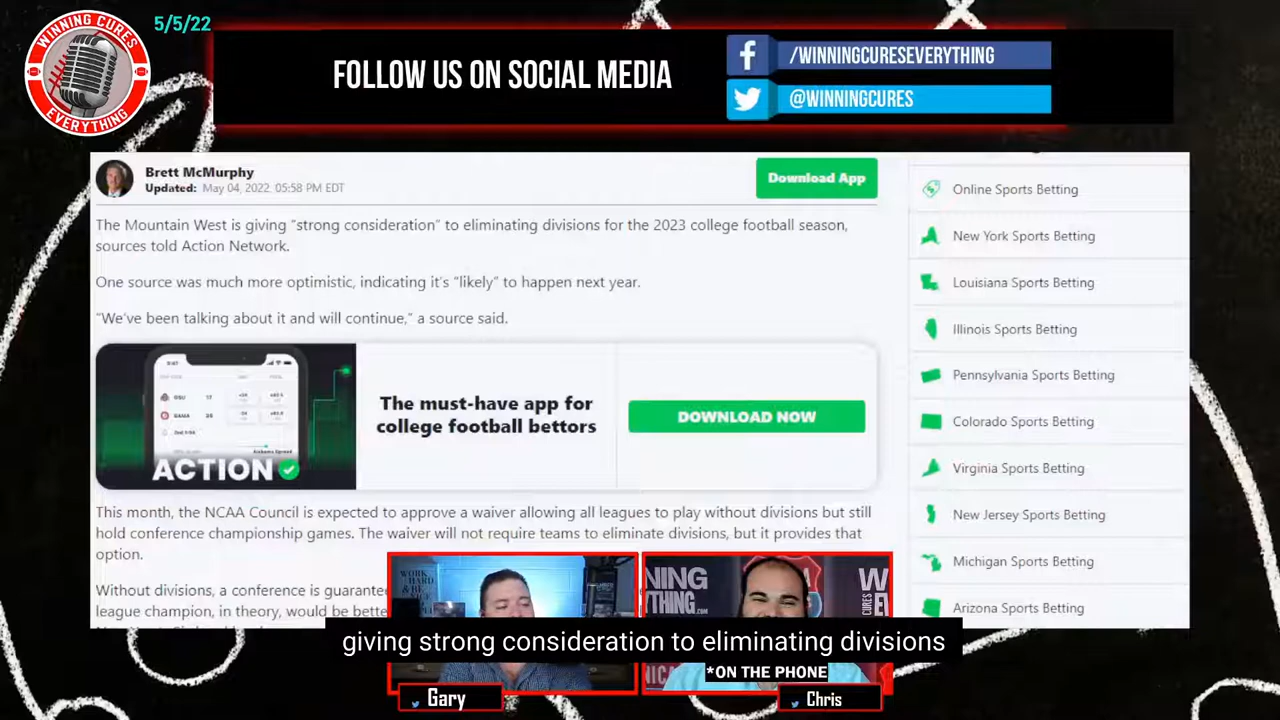 WINNING CURES
EVERYTHING
5/5/22
FOLLOW US ON SOCIAL MEDIA
/WINNINGCURESEVERYTHING
@WINNINGCURES
Brett McMurphy
Updated: May 04, 2022, 05:58 PM EDT
Download App
The Mountain West is giving “strong consideration” to eliminating divisions for the 2023 college football season,
sources told Action Network.
One source was much more optimistic, indicating it’s “likely” to happen next year.
“We’ve been talking about it and will continue,” a source said.
ACTION
The must-have app for
college football bettors
DOWNLOAD NOW
This month, the NCAA Council is expected to approve a waiver allowing all leagues to play without divisions but still
hold conference championship games. The waiver will not require teams to eliminate divisions, but it provides that
option.
Without divisions, a conference is guarantee
league champion, in theory, would be bette
Online Sports Betting
New York Sports Betting
Louisiana Sports Betting
Illinois Sports Betting
Pennsylvania Sports Betting
Colorado Sports Betting
Virginia Sports Betting
New Jersey Sports Betting
Michigan Sports Betting
Arizona Sports Betting
giving strong consideration to eliminating divisions
*ON THE PHONE
Gary
Chris